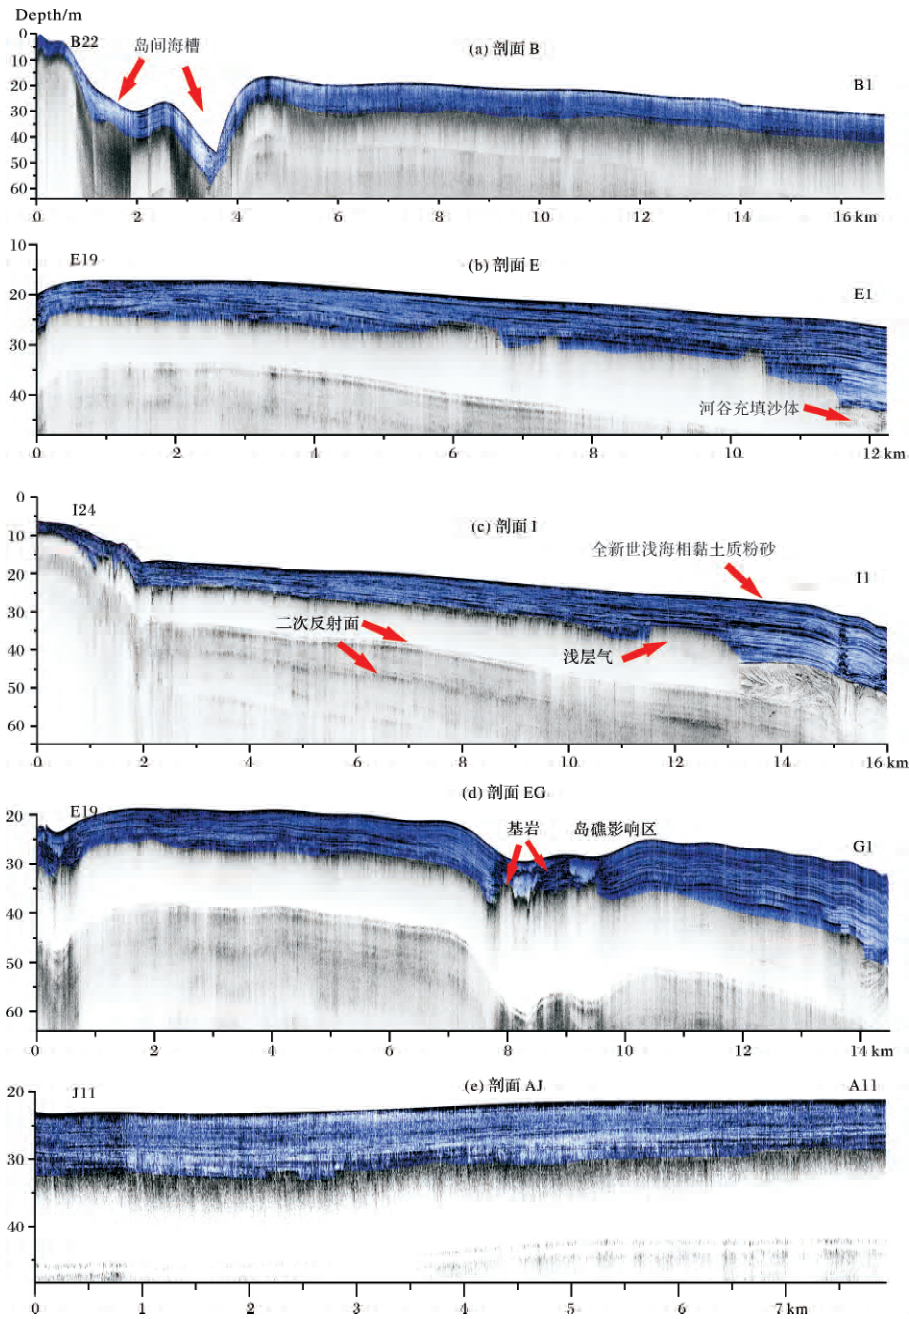 Depth/m
0
10
20
30
40
50
60
B22
岛间海槽
(a) 剖面 B
B1
0 2 4 6 8 10 12 14 16 km
10
20
30
40
E19
(b) 剖面 E
E1
河谷充填沙体
0 2 4 6 8 10 12 km
0
10
20
30
40
50
60
I24
(c) 剖面 I
全新世浅海相黏土质粉砂
I1
二次反射面
浅层气
0 2 4 6 8 10 12 14 16 km
(d) 剖面 EG
20
30
40
50
60
E19
基岩
岛礁影响区
G1
0 2 4 6 8 10 12 14 km
(e) 剖面 AJ
20
30
40
J11
A11
0 1 2 3 4 5 6 7 km